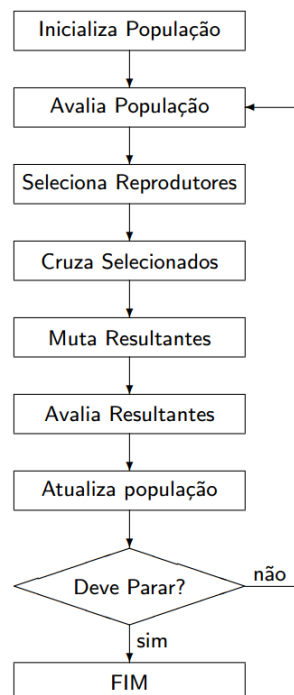 Inicializa População
Avalia População
Seleciona Reprodutores
Cruza Selecionados
Muta Resultantes
Avalia Resultantes
Atualiza população
Deve Parar?
não
sim
FIM